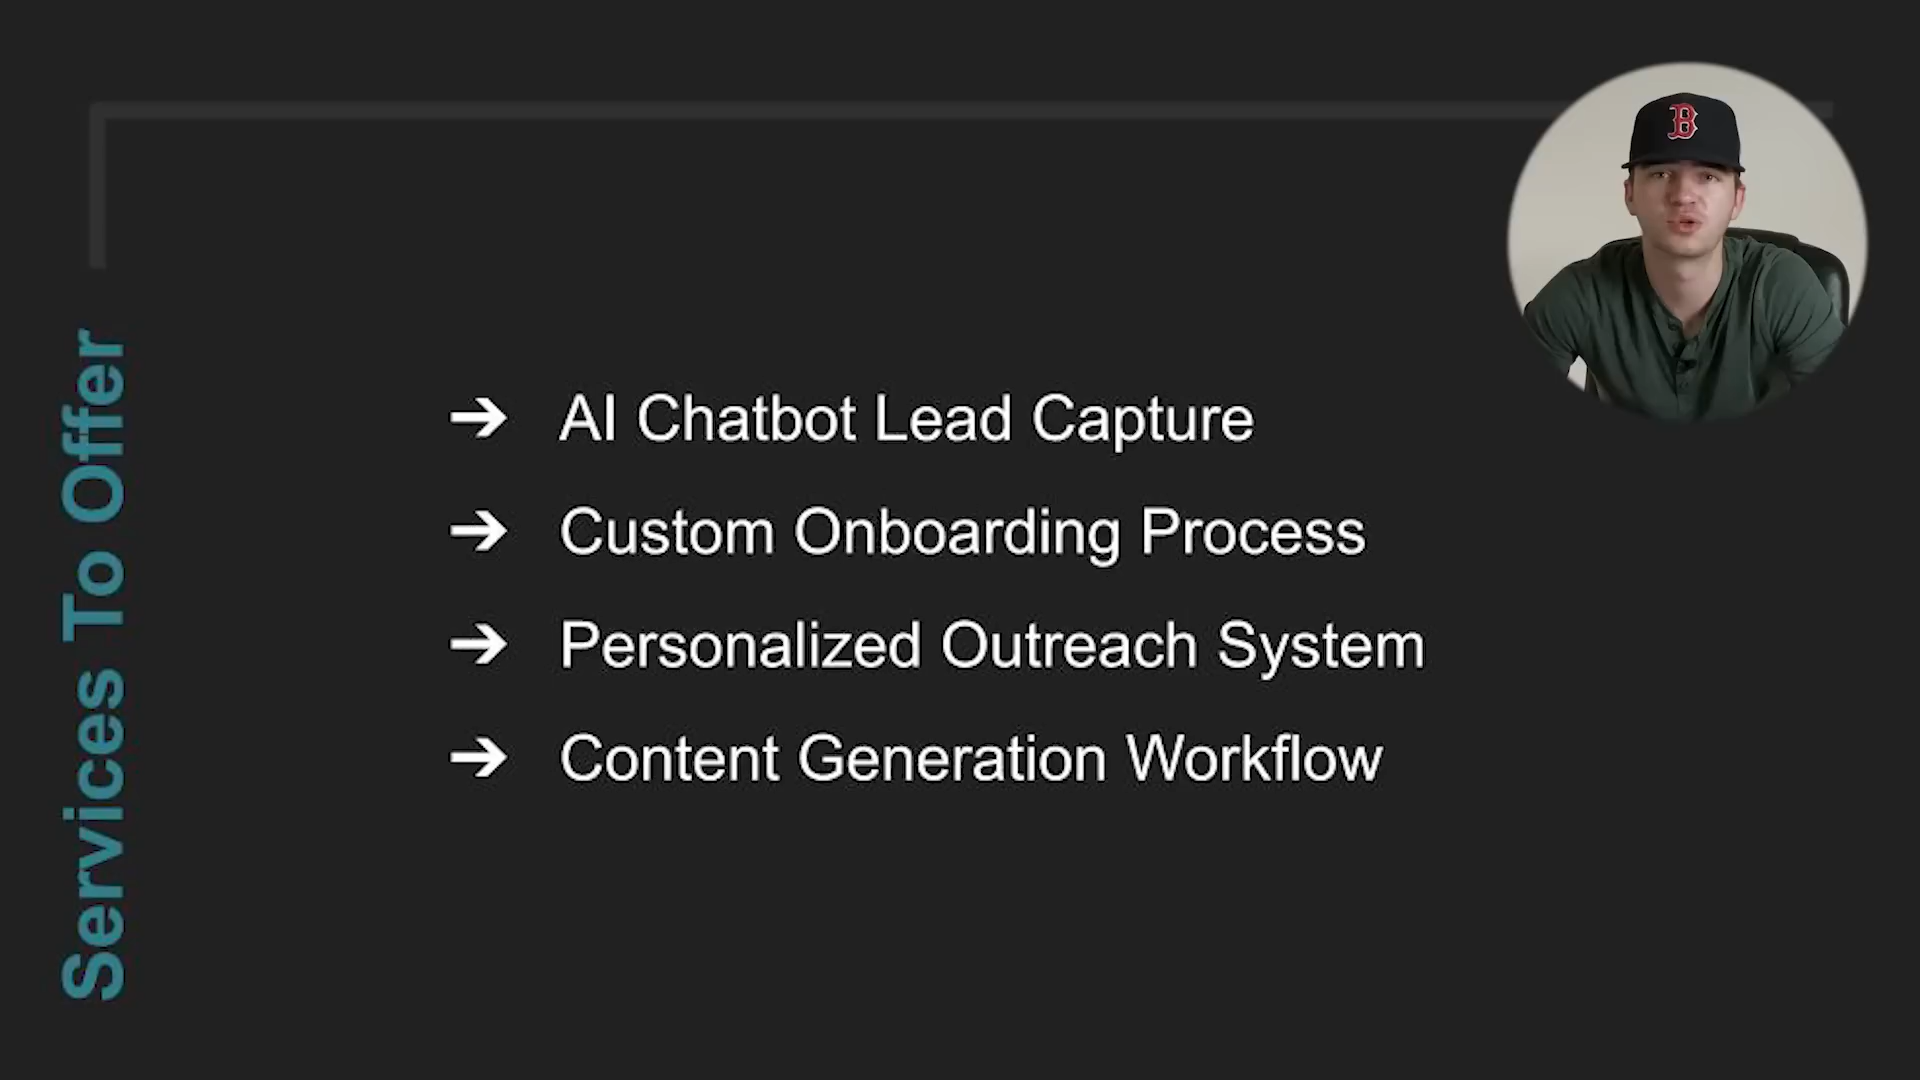 Services To Offer
➔ AI Chatbot Lead Capture
➔ Custom Onboarding Process
➔ Personalized Outreach System
➔ Content Generation Workflow
B